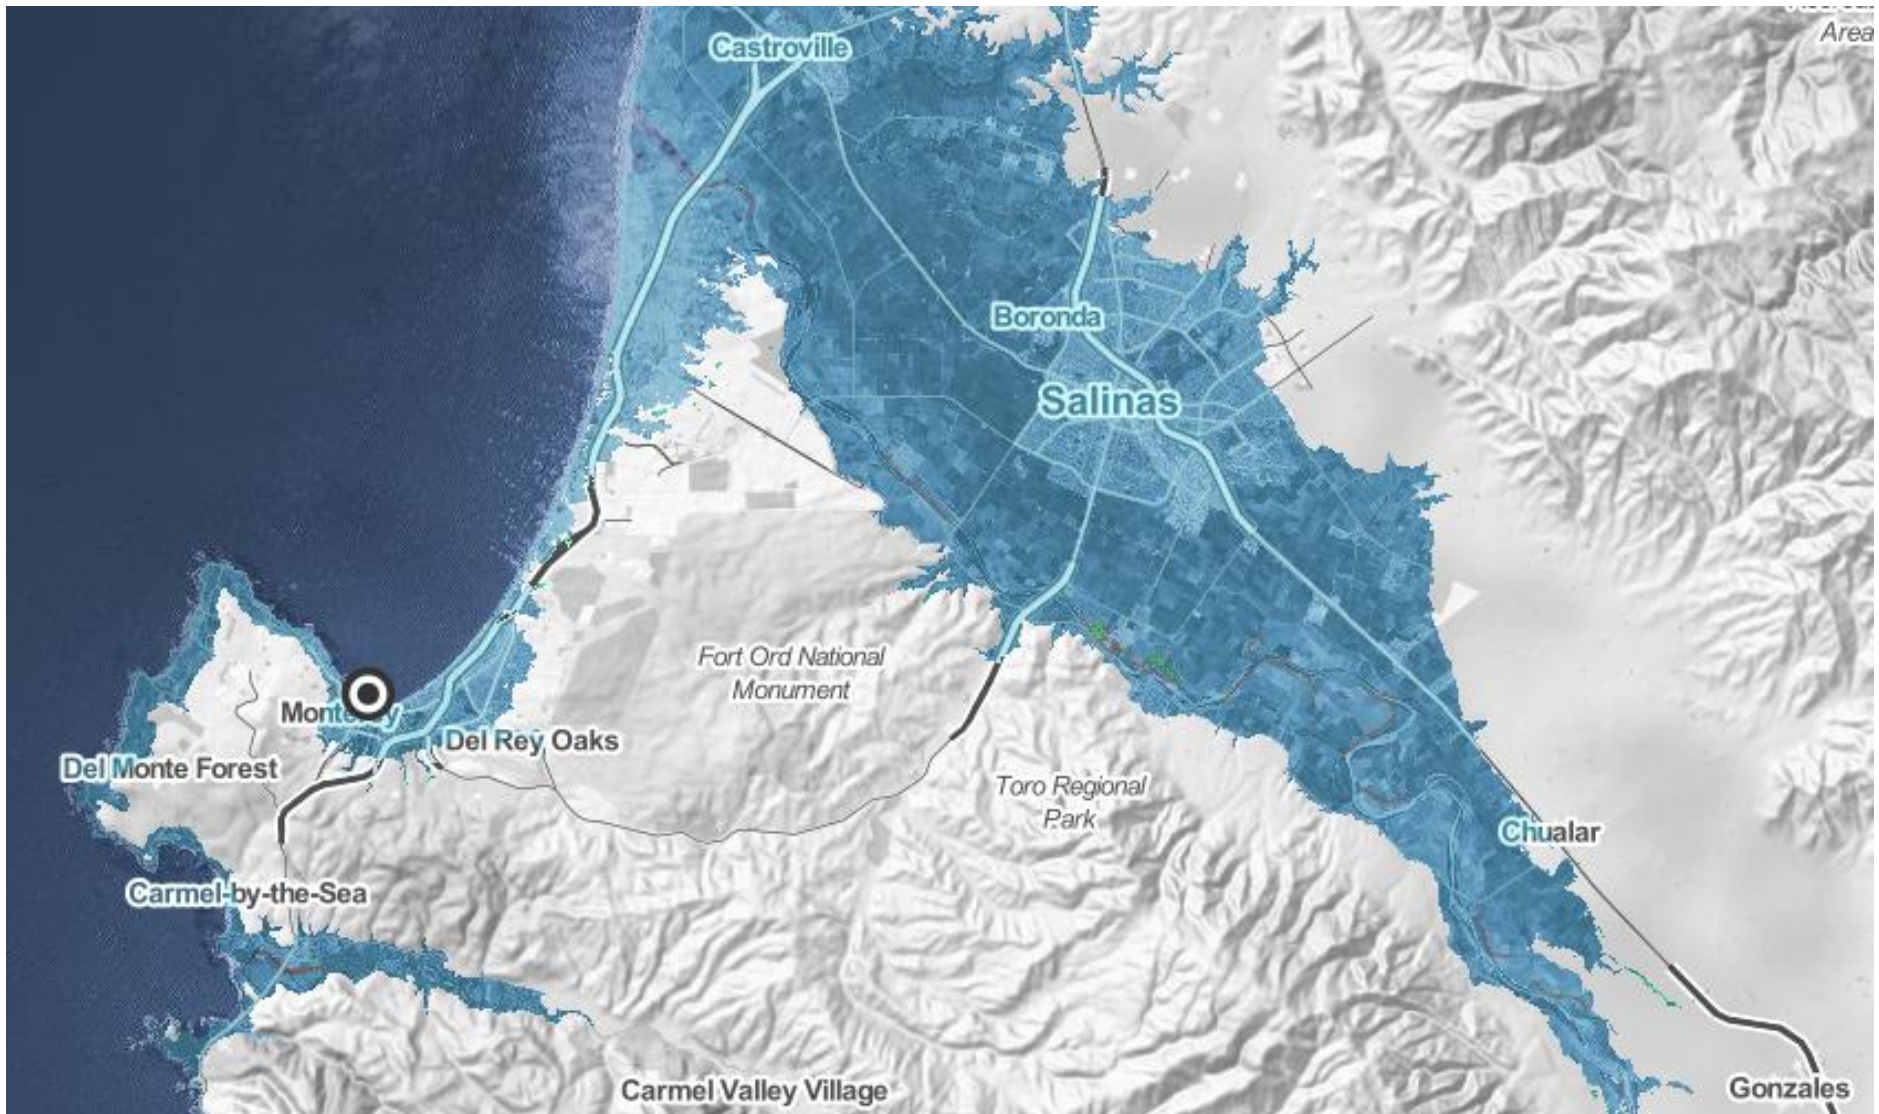 Area
Castroville
Boronda
Salinas
Fort Ord National
Monument
Monterey
Del Rey Oaks
Del Monte Forest
Toro Regional
Park
Chualar
Carmel-by-the-Sea
Carmel Valley Village
Gonzales